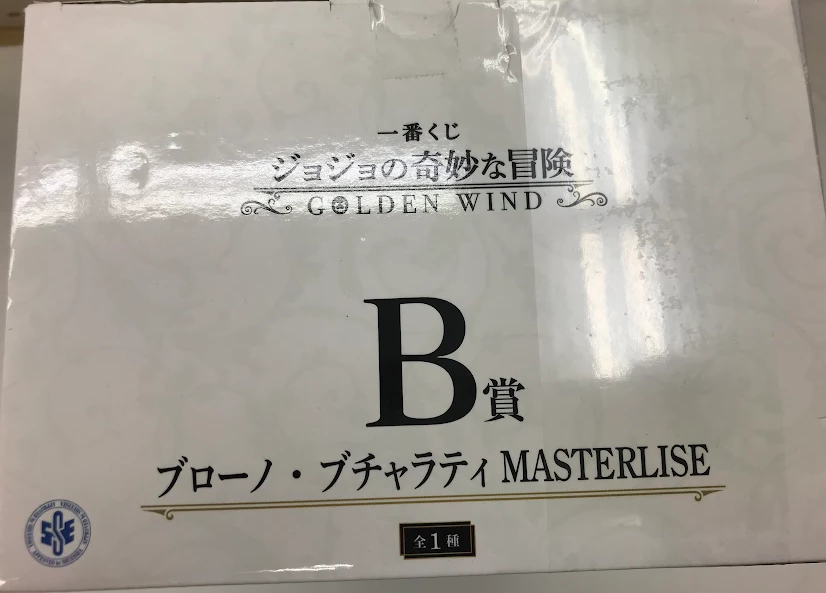 一番くじ
ジョジョの奇妙な冒険
GOLDEN WIND
B賞
ブローノ・ブチャラティ MASTERLISE
全1種